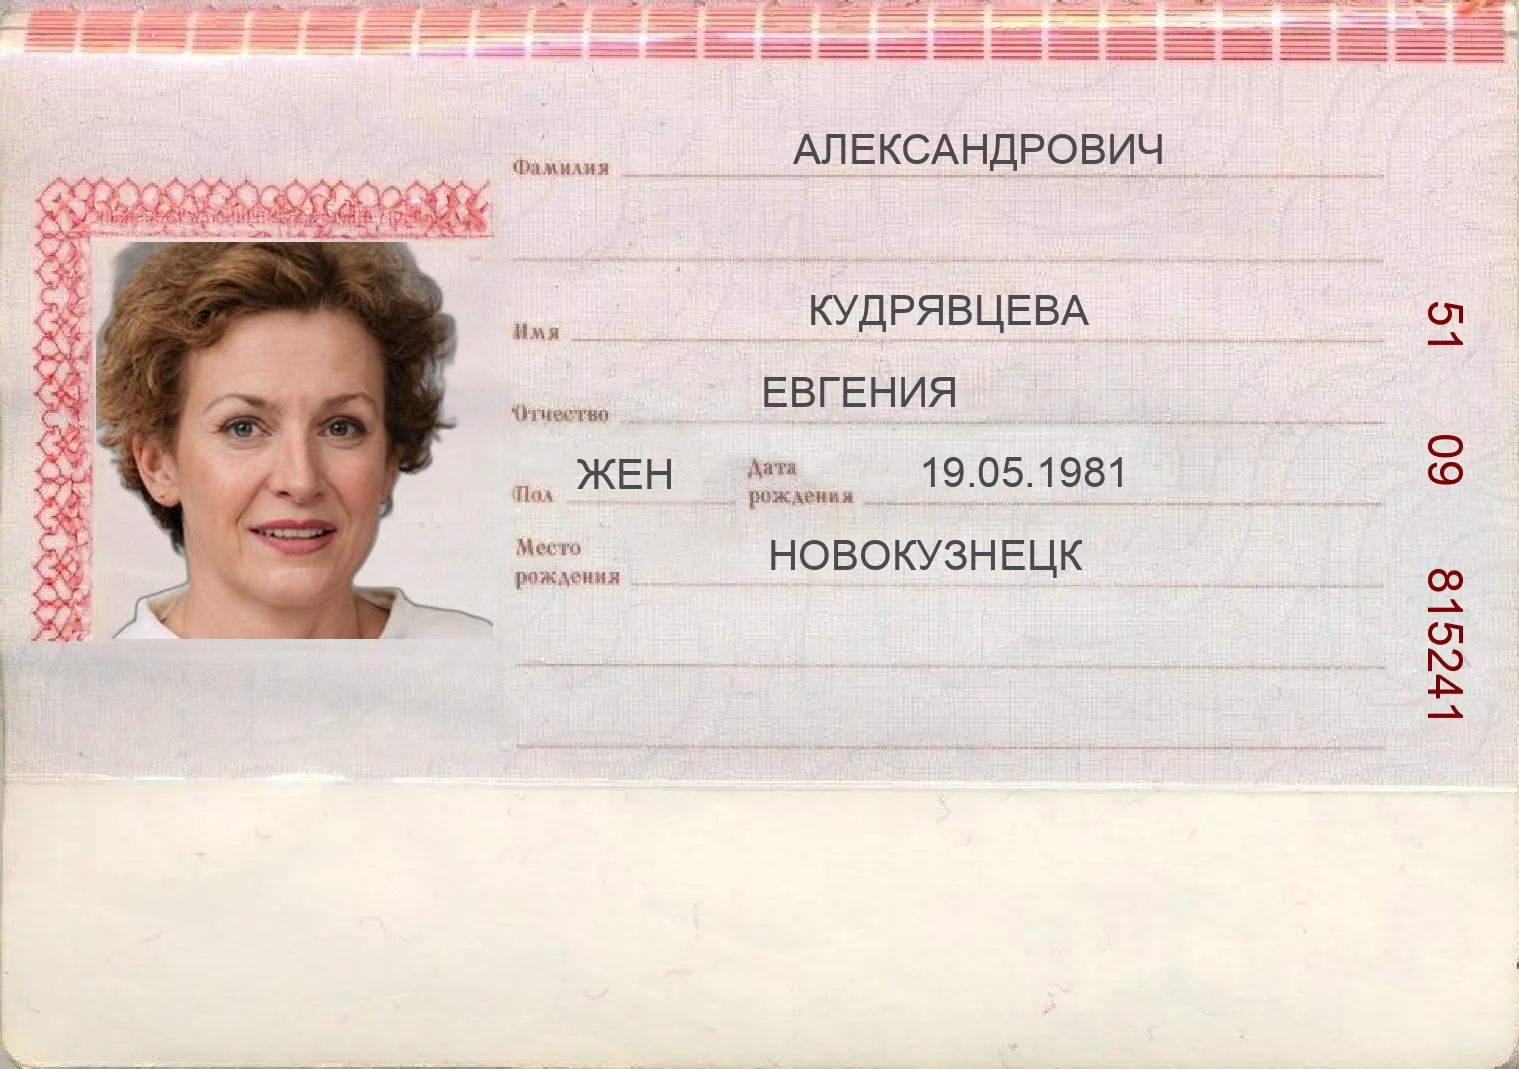 Фамилия АЛЕКСАНДРОВИЧ
Имя КУДРЯВЦЕВА
Отчество ЕВГЕНИЯ
Пол ЖЕН Дата рождения 19.05.1981
Место рождения НОВОКУЗНЕЦК
51 09 815241